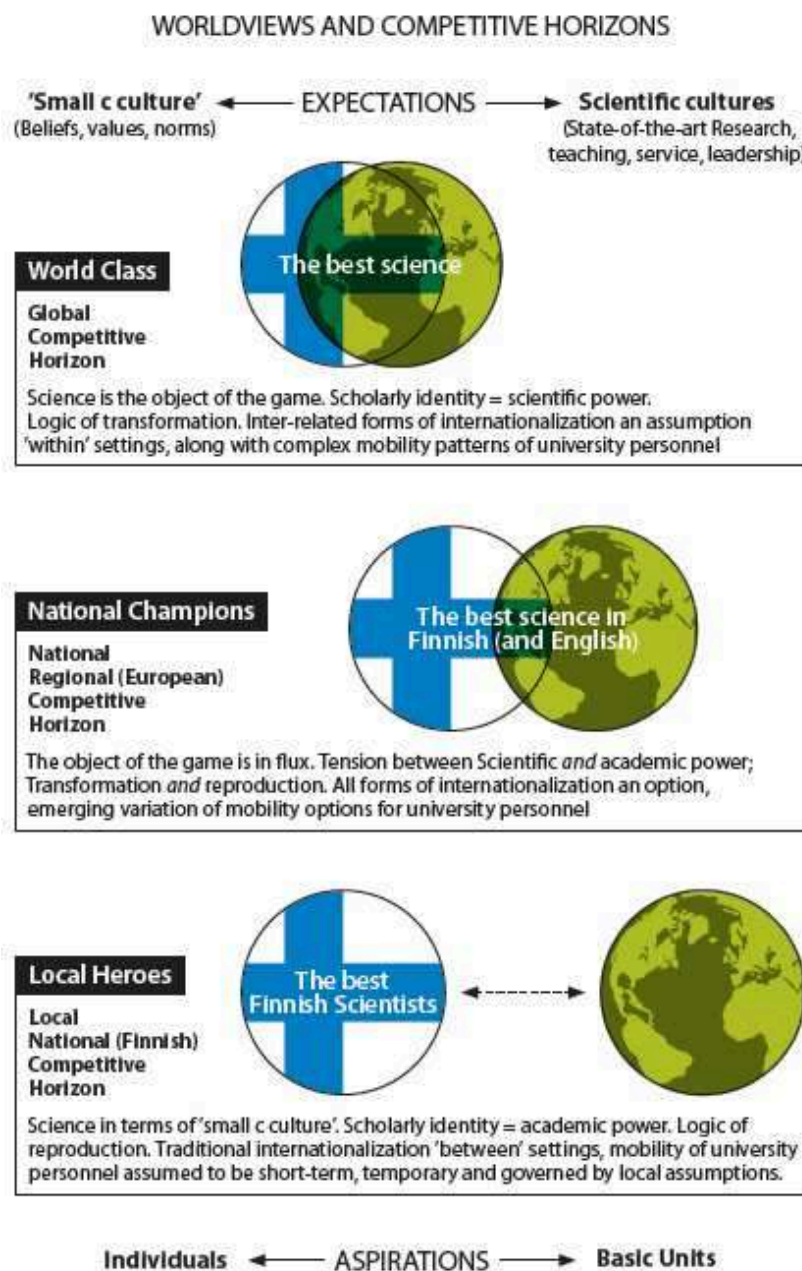 WORLDVIEWS AND COMPETITIVE HORIZONS
'Small c culture' EXPECTATIONS Scientific cultures
(Beliefs, values, norms) (State-of-the-art Research,
teaching, service, leadership)
The best science
World Class
Global
Competitive
Horizon
Science is the object of the game. Scholarly identity = scientific power.
Logic of transformation. Inter-related forms of internationalization an assumption
'within' settings, along with complex mobility patterns of university personnel
The best science in
Finnish (and English)
National Champions
National
Regional (European)
Competitive
Horizon
The object of the game is in flux. Tension between Scientific and academic power;
Transformation and reproduction. All forms of internationalization an option,
emerging variation of mobility options for university personnel
The best
Finnish Scientists
Local Heroes
Local
National (Finnish)
Competitive
Horizon
Science in terms of 'small c culture'. Scholarly identity = academic power. Logic of
reproduction. Traditional internationalization 'between' settings, mobility of university
personnel assumed to be short-term, temporary and governed by local assumptions.
Individuals ASPIRATIONS Basic Units